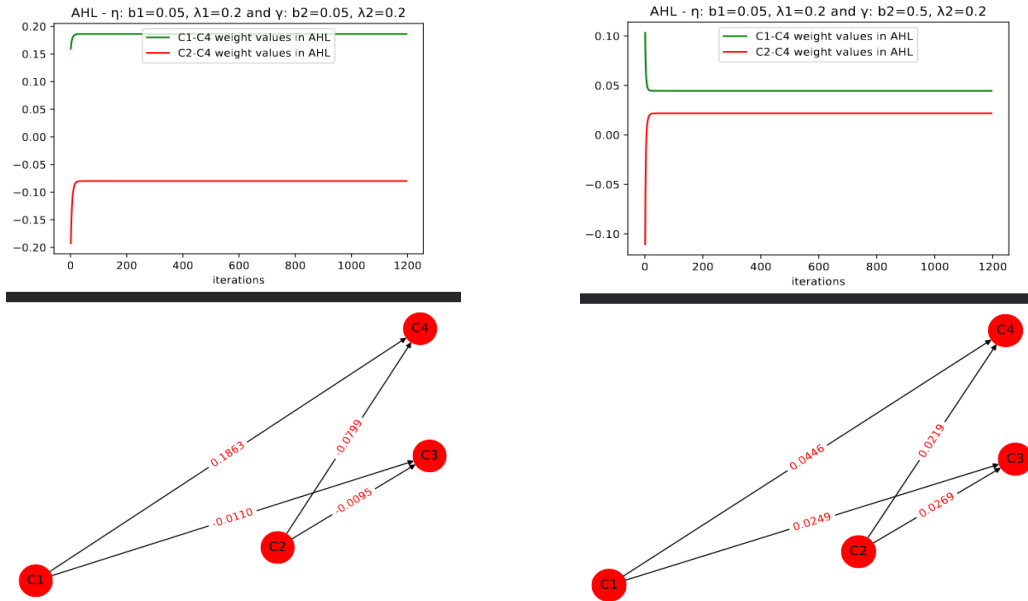 AHL - η: b1=0.05, λ1=0.2 and γ: b2=0.05, λ2=0.2
C1-C4 weight values in AHL
C2-C4 weight values in AHL
0.20
0.15
0.10
0.05
0.00
−0.05
−0.10
−0.15
−0.20
0 200 400 600 800 1000 1200
iterations
C4
0.1863
-0.0799
C3
-0.0110
-0.0095
C2
C1
AHL - η: b1=0.05, λ1=0.2 and γ: b2=0.5, λ2=0.2
C1-C4 weight values in AHL
C2-C4 weight values in AHL
0.10
0.05
0.00
−0.05
−0.10
0 200 400 600 800 1000 1200
iterations
C4
0.0446
0.0219
C3
0.0249
0.0269
C2
C1